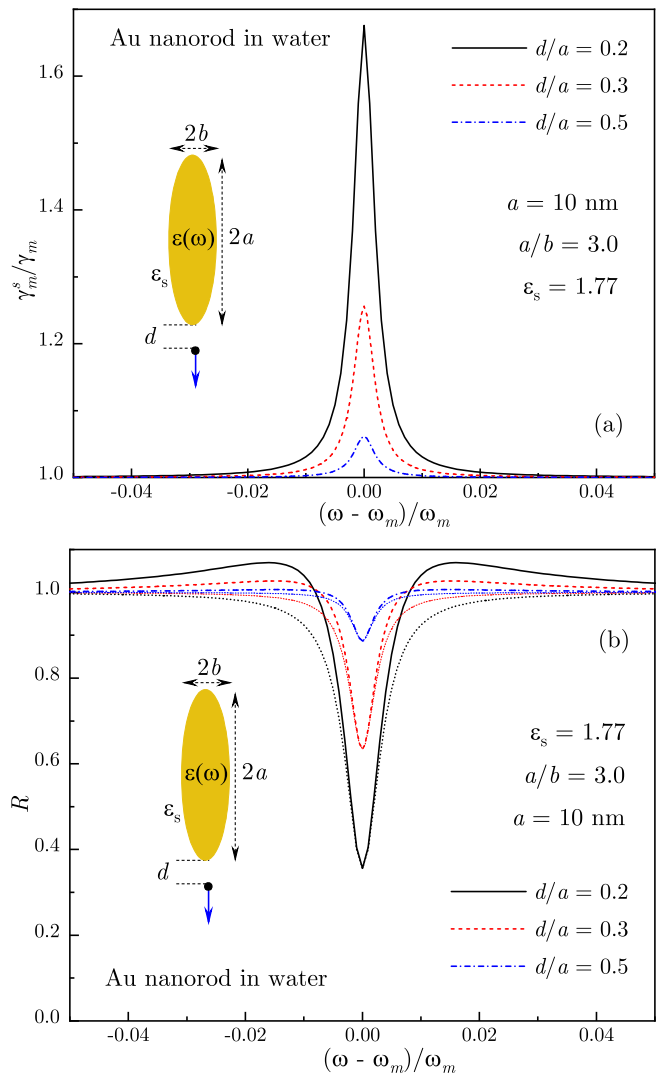 Au nanorod in water
d/a = 0.2
d/a = 0.3
d/a = 0.5
a = 10 nm
a/b = 3.0
εs = 1.77
2b
2a
ε(ω)
εs
d
(a)
γm^s/γm
1.6
1.4
1.2
1.0
-0.04
-0.02
0.00
0.02
0.04
(ω - ωm)/ωm
(b)
R
1.0
0.8
0.6
0.4
0.2
0.0
2b
2a
ε(ω)
εs
d
εs = 1.77
a/b = 3.0
a = 10 nm
d/a = 0.2
d/a = 0.3
d/a = 0.5
Au nanorod in water
-0.04
-0.02
0.00
0.02
0.04
(ω - ωm)/ωm